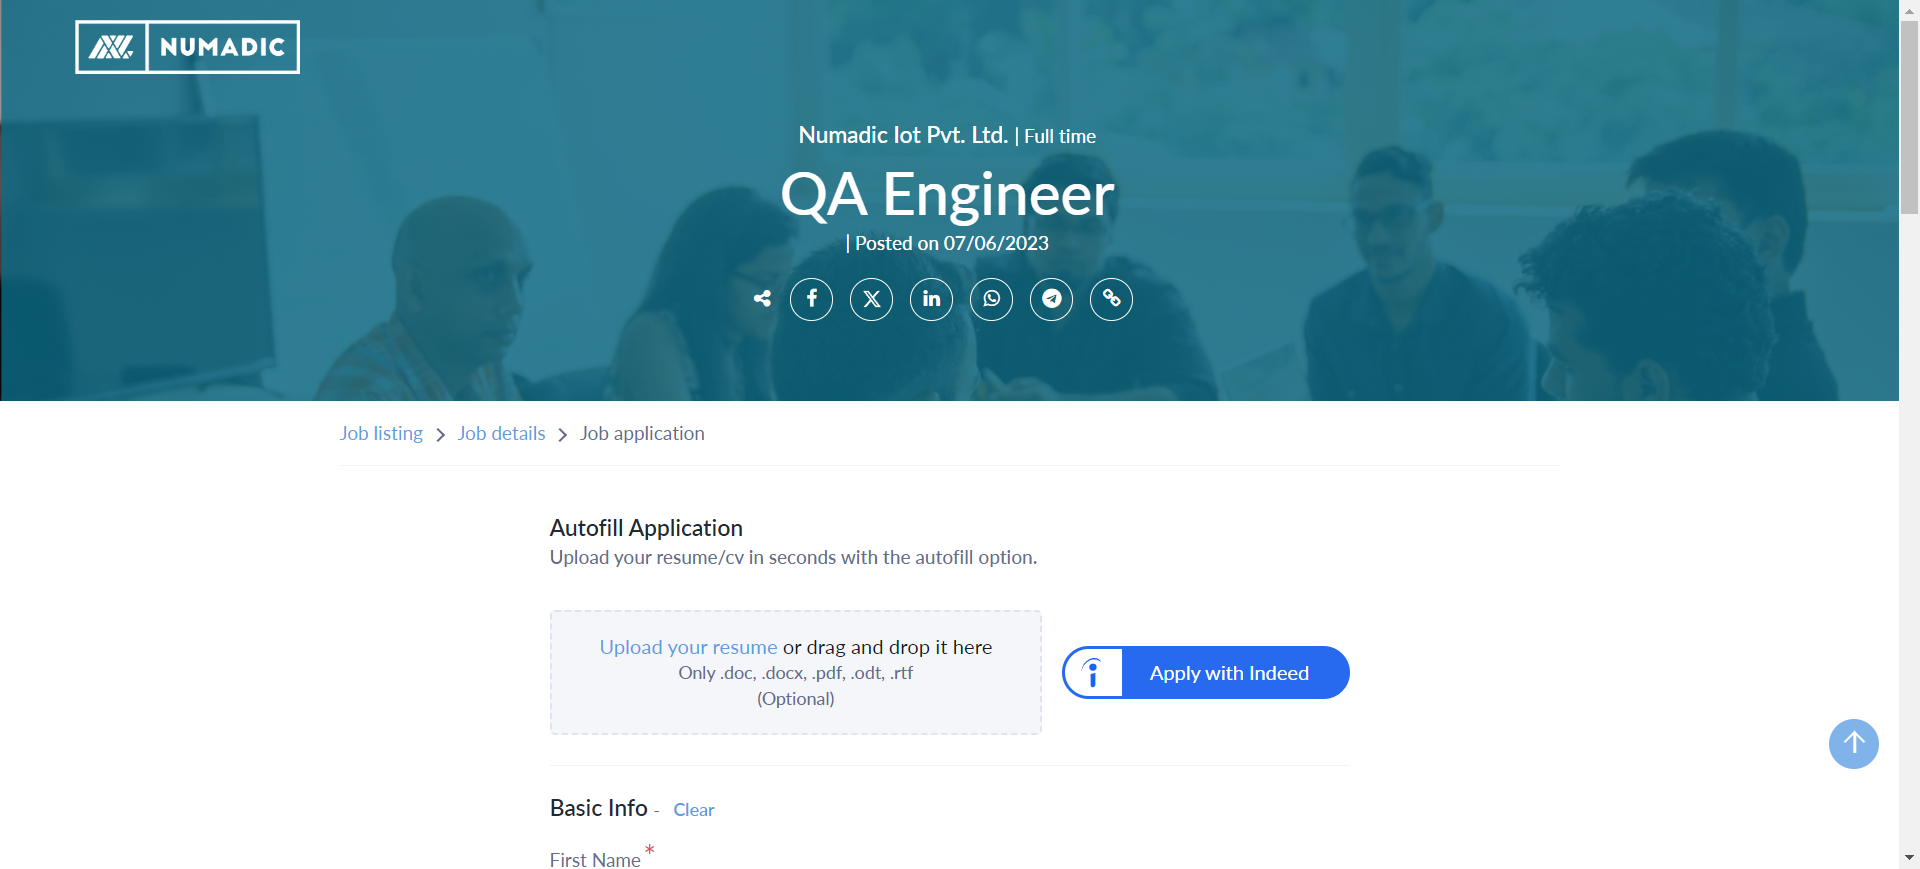 NUMADIC
Numadic Iot Pvt. Ltd. | Full time
QA Engineer
| Posted on 07/06/2023
Job listing > Job details > Job application
Autofill Application
Upload your resume/cv in seconds with the autofill option.
Upload your resume or drag and drop it here
Only .doc, .docx, .pdf, .odt, .rtf
(Optional)
Apply with Indeed
Basic Info - Clear
First Name *